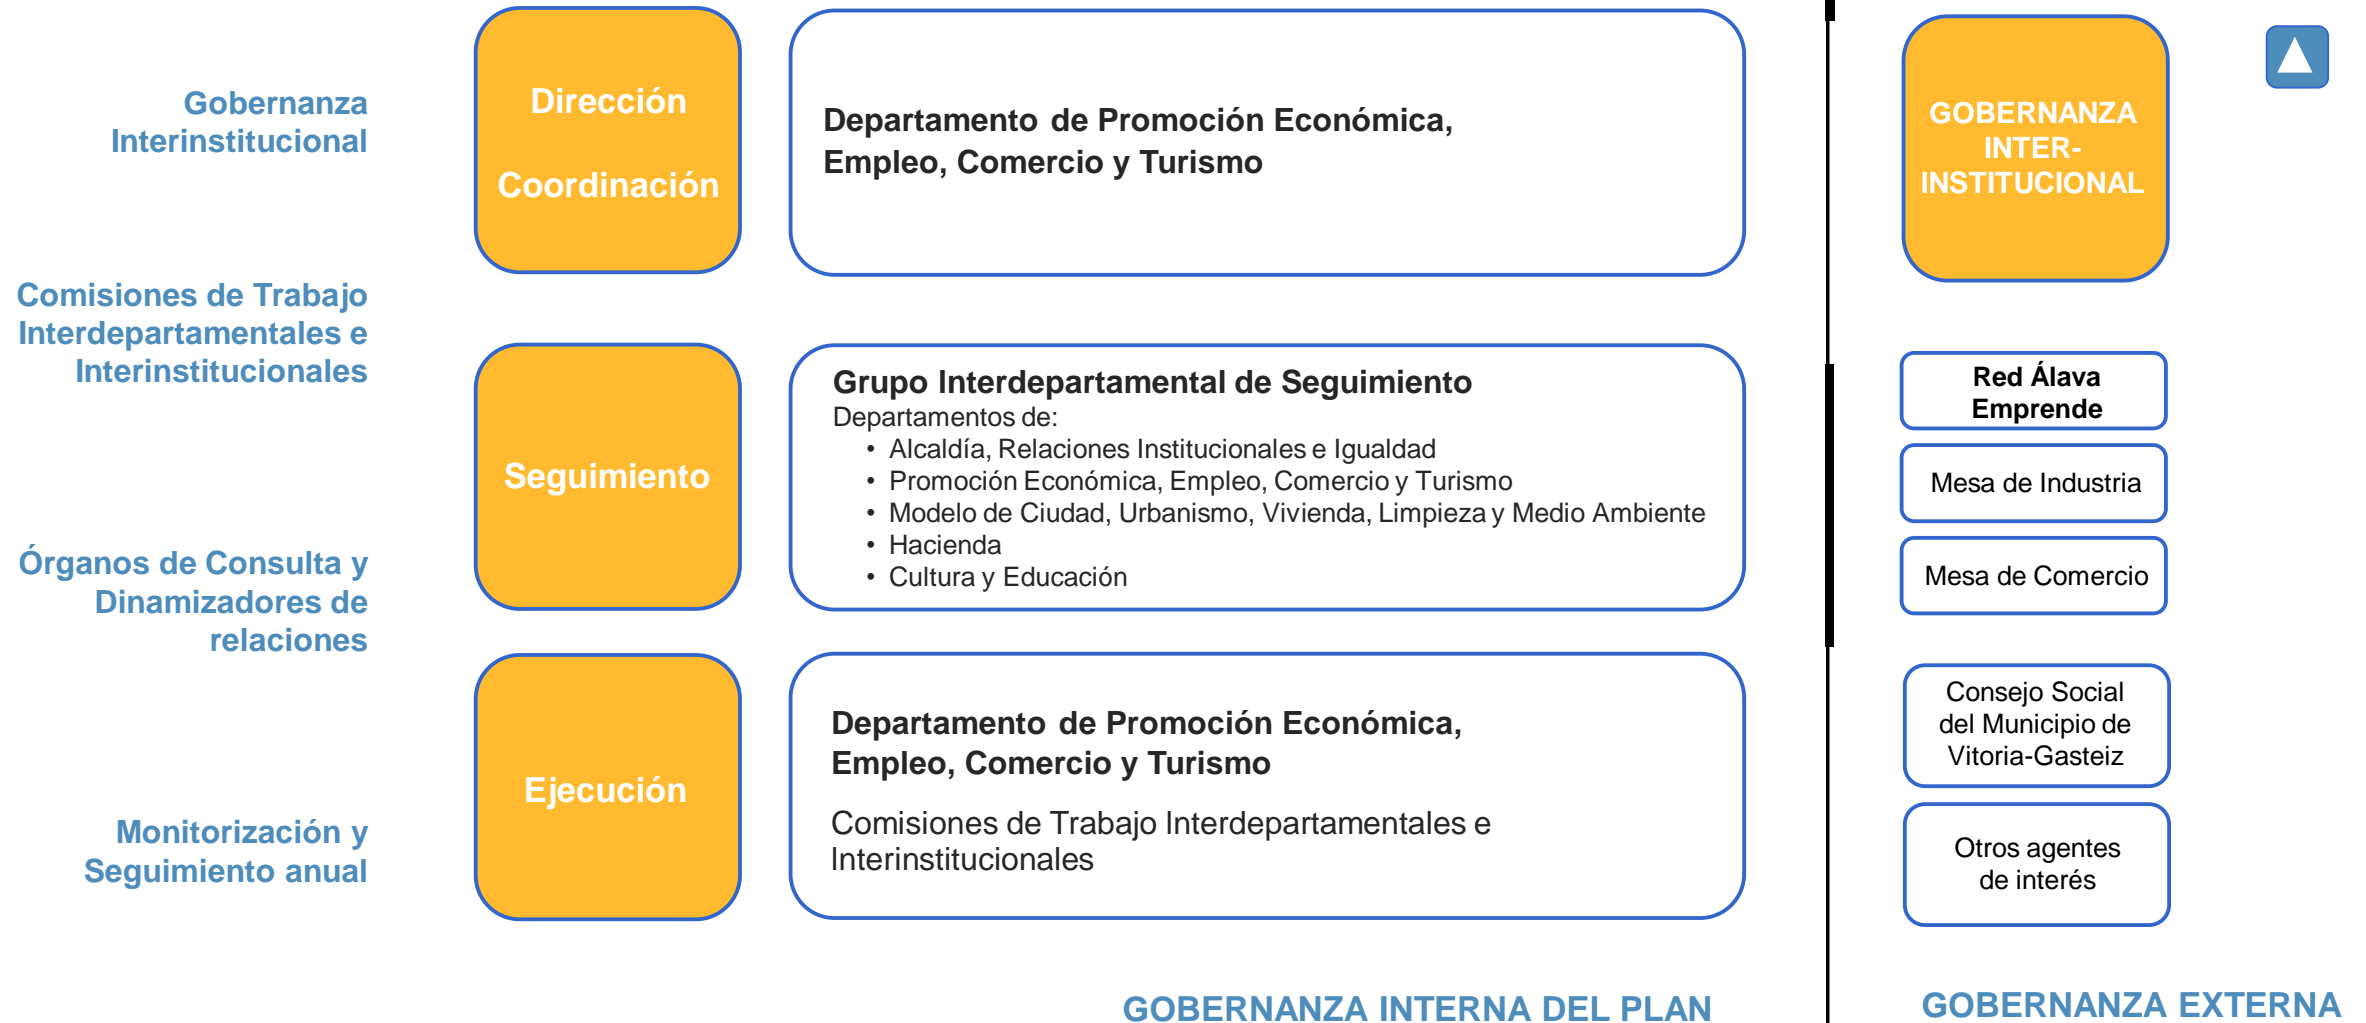 Gobernanza
Interinstitucional
Comisiones de Trabajo
Interdepartamentales e
Interinstitucionales
Órganos de Consulta y
Dinamizadores de
relaciones
Monitorización y
Seguimiento anual
Dirección
Coordinación
Departamento de Promoción Económica,
Empleo, Comercio y Turismo
Seguimiento
Grupo Interdepartamental de Seguimiento
Departamentos de:
• Alcaldía, Relaciones Institucionales e Igualdad
• Promoción Económica, Empleo, Comercio y Turismo
• Modelo de Ciudad, Urbanismo, Vivienda, Limpieza y Medio Ambiente
• Hacienda
• Cultura y Educación
Ejecución
Departamento de Promoción Económica,
Empleo, Comercio y Turismo
Comisiones de Trabajo Interdepartamentales e
Interinstitucionales
GOBERNANZA INTERNA DEL PLAN
GOBERNANZA
INTER-
INSTITUCIONAL
Red Álava
Emprende
Mesa de Industria
Mesa de Comercio
Consejo Social
del Municipio de
Vitoria-Gasteiz
Otros agentes
de interés
GOBERNANZA EXTERNA